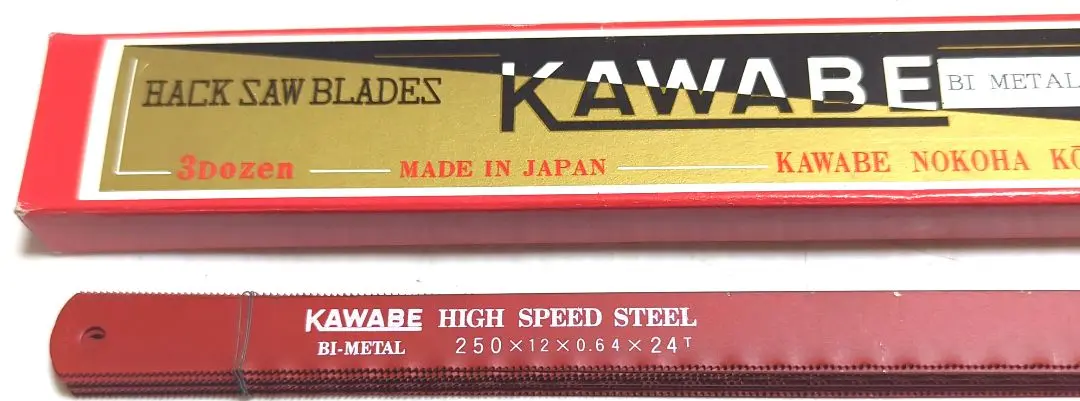 HACK SAW BLADES
KAWABE
BI METAL
3Dozen
MADE IN JAPAN
KAWABE NOKOHA
KAWABE HIGH SPEED STEEL
BI-METAL 250×12×0.64×24T